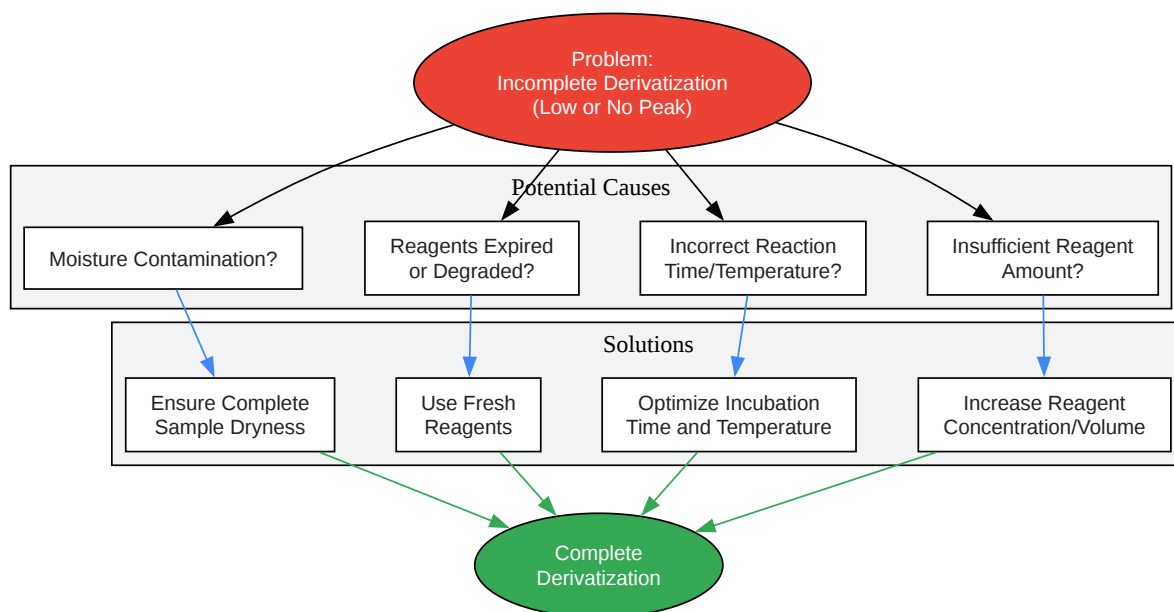 Problem:
Incomplete Derivatization
(Low or No Peak)
Potential Causes
Moisture Contamination?
Reagents Expired
or Degraded?
Incorrect Reaction
Time/Temperature?
Insufficient Reagent
Amount?
Solutions
Ensure Complete
Sample Dryness
Use Fresh
Reagents
Optimize Incubation
Time and Temperature
Increase Reagent
Concentration/Volume
Complete
Derivatization